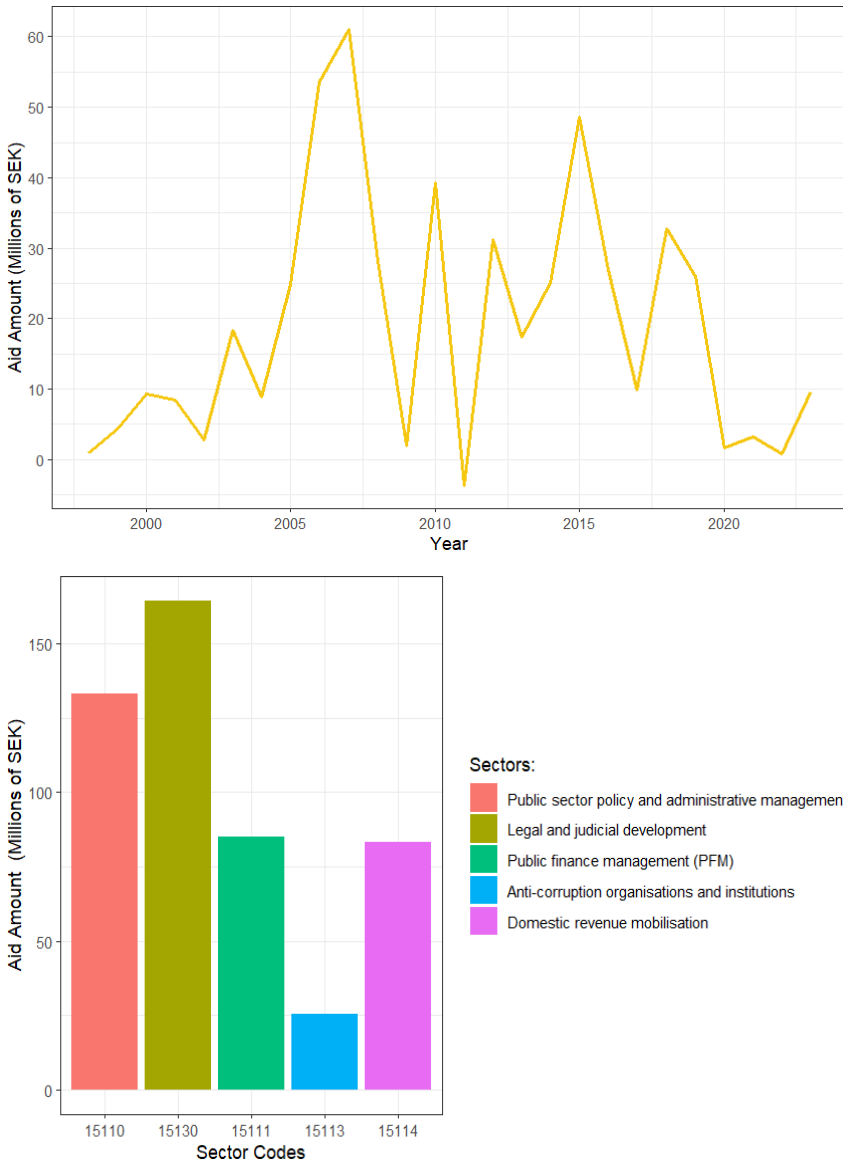 Aid Amount (Millions of SEK)
60
50
40
30
20
10
0
2000 2005 2010 2015 2020
Year
Aid Amount (Millions of SEK)
150
100
50
0
15110 15130 15111 15113 15114
Sector Codes
Sectors:
Public sector policy and administrative managemen
Legal and judicial development
Public finance management (PFM)
Anti-corruption organisations and institutions
Domestic revenue mobilisation